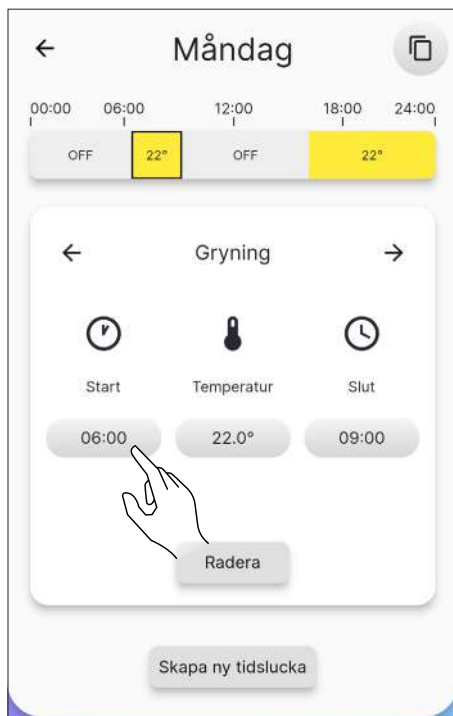 Måndag
00:00 06:00 12:00 18:00 24:00
OFF 22° OFF 22°
Gryning
Start Temperatur Slut
06:00 22.0° 09:00
Radera
Skapa ny tidslucka